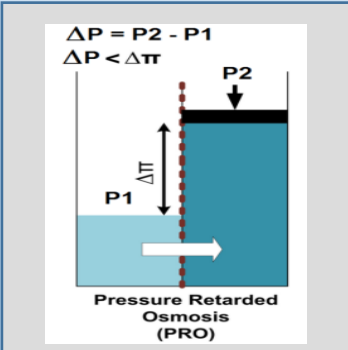 ΔP = P2 - P1
ΔP < Δπ
P2
Δπ
P1
Pressure Retarded
Osmosis
(PRO)